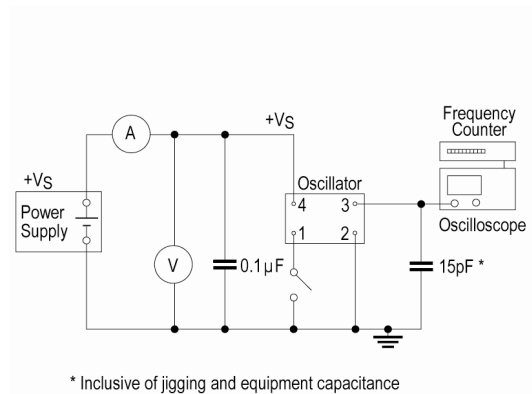 Frequency
Counter
A
+VS
+VS
Oscillator
Power
Supply
4 3
1 2
Oscilloscope
V
0.1µF
15pF *
* Inclusive of jigging and equipment capacitance